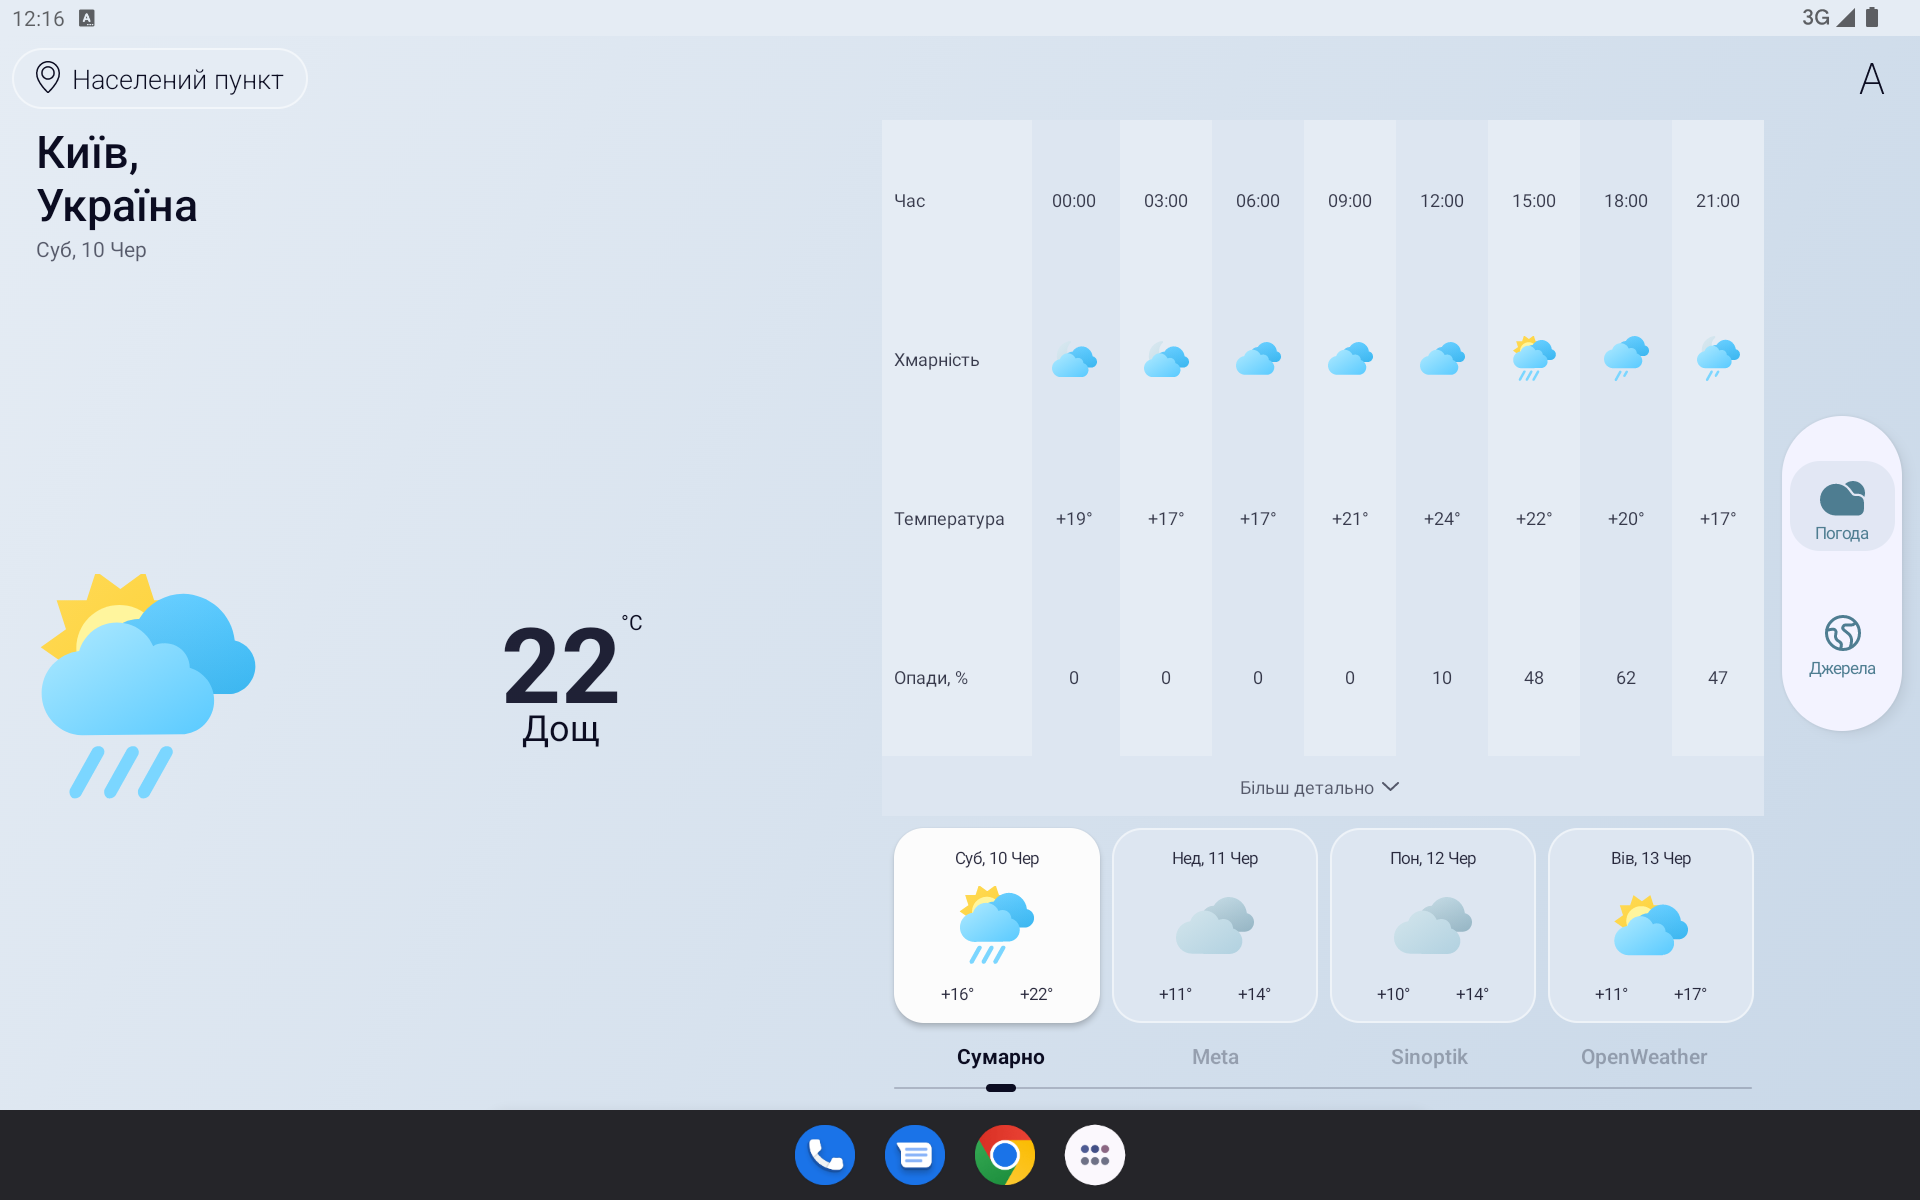 12:16
A
3G
Населений пункт
A
Київ,
Україна
Суб, 10 Чер
22 °C
Дощ
Час 00:00 03:00 06:00 09:00 12:00 15:00 18:00 21:00
Хмарність
Температура +19° +17° +17° +21° +24° +22° +20° +17°
Опади, % 0 0 0 0 10 48 62 47
Більш детально
Погода
Джерела
Суб, 10 Чер Нед, 11 Чер Пон, 12 Чер Вів, 13 Чер
+16° +22° +11° +14° +10° +14° +11° +17°
Сумарно Meta Sinoptik OpenWeather